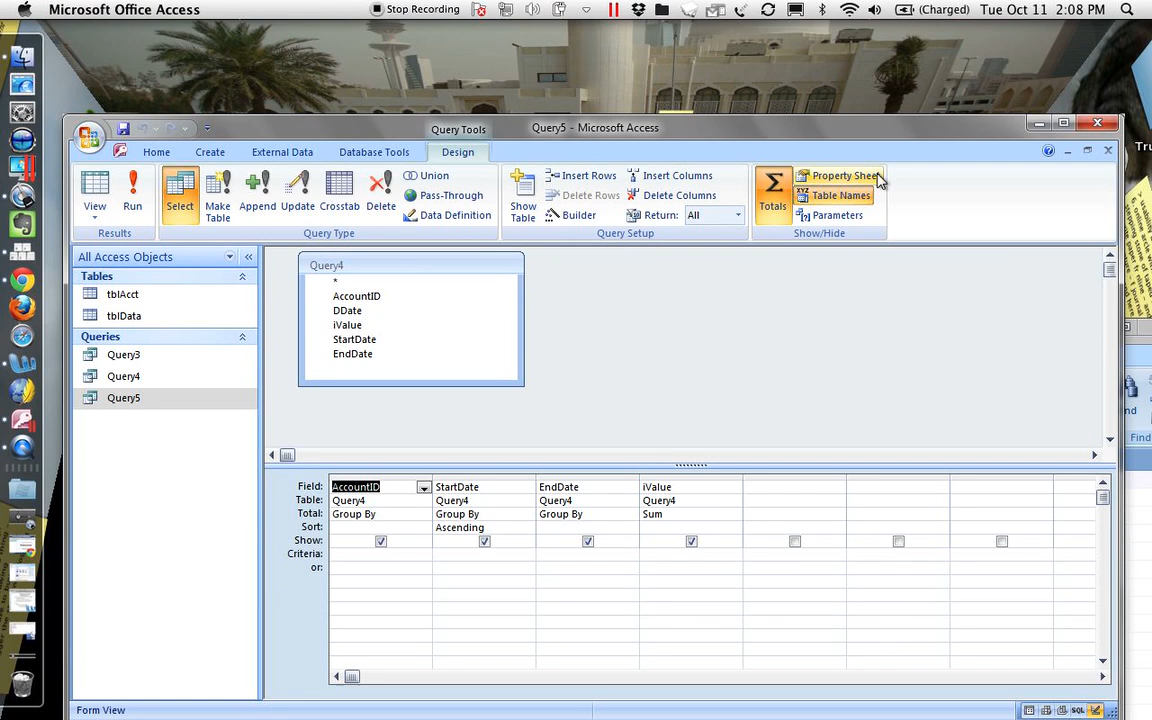 Microsoft Office Access
Stop Recording
(Charged)
Tue Oct 11 2:08 PM
Query Tools
Query5 - Microsoft Access
Home
Create
External Data
Database Tools
Design
View
Run
Results
Select
Make Table
Append
Update
Crosstab
Delete
Union
Pass-Through
Data Definition
Query Type
Show Table
Insert Rows
Delete Rows
Builder
Insert Columns
Delete Columns
Return: All
Query Setup
Totals
Property Sheet
XYZ
Table Names
Parameters
Show/Hide
All Access Objects
Tables
tblAcct
tblData
Queries
Query3
Query4
Query5
Query4
*
AccountID
DDate
iValue
StartDate
EndDate
Field: AccountID StartDate EndDate iValue
Table: Query4 Query4 Query4 Query4
Total: Group By Group By Group By Sum
Sort: Ascending
Show:
Criteria:
or:
Form View
SQL